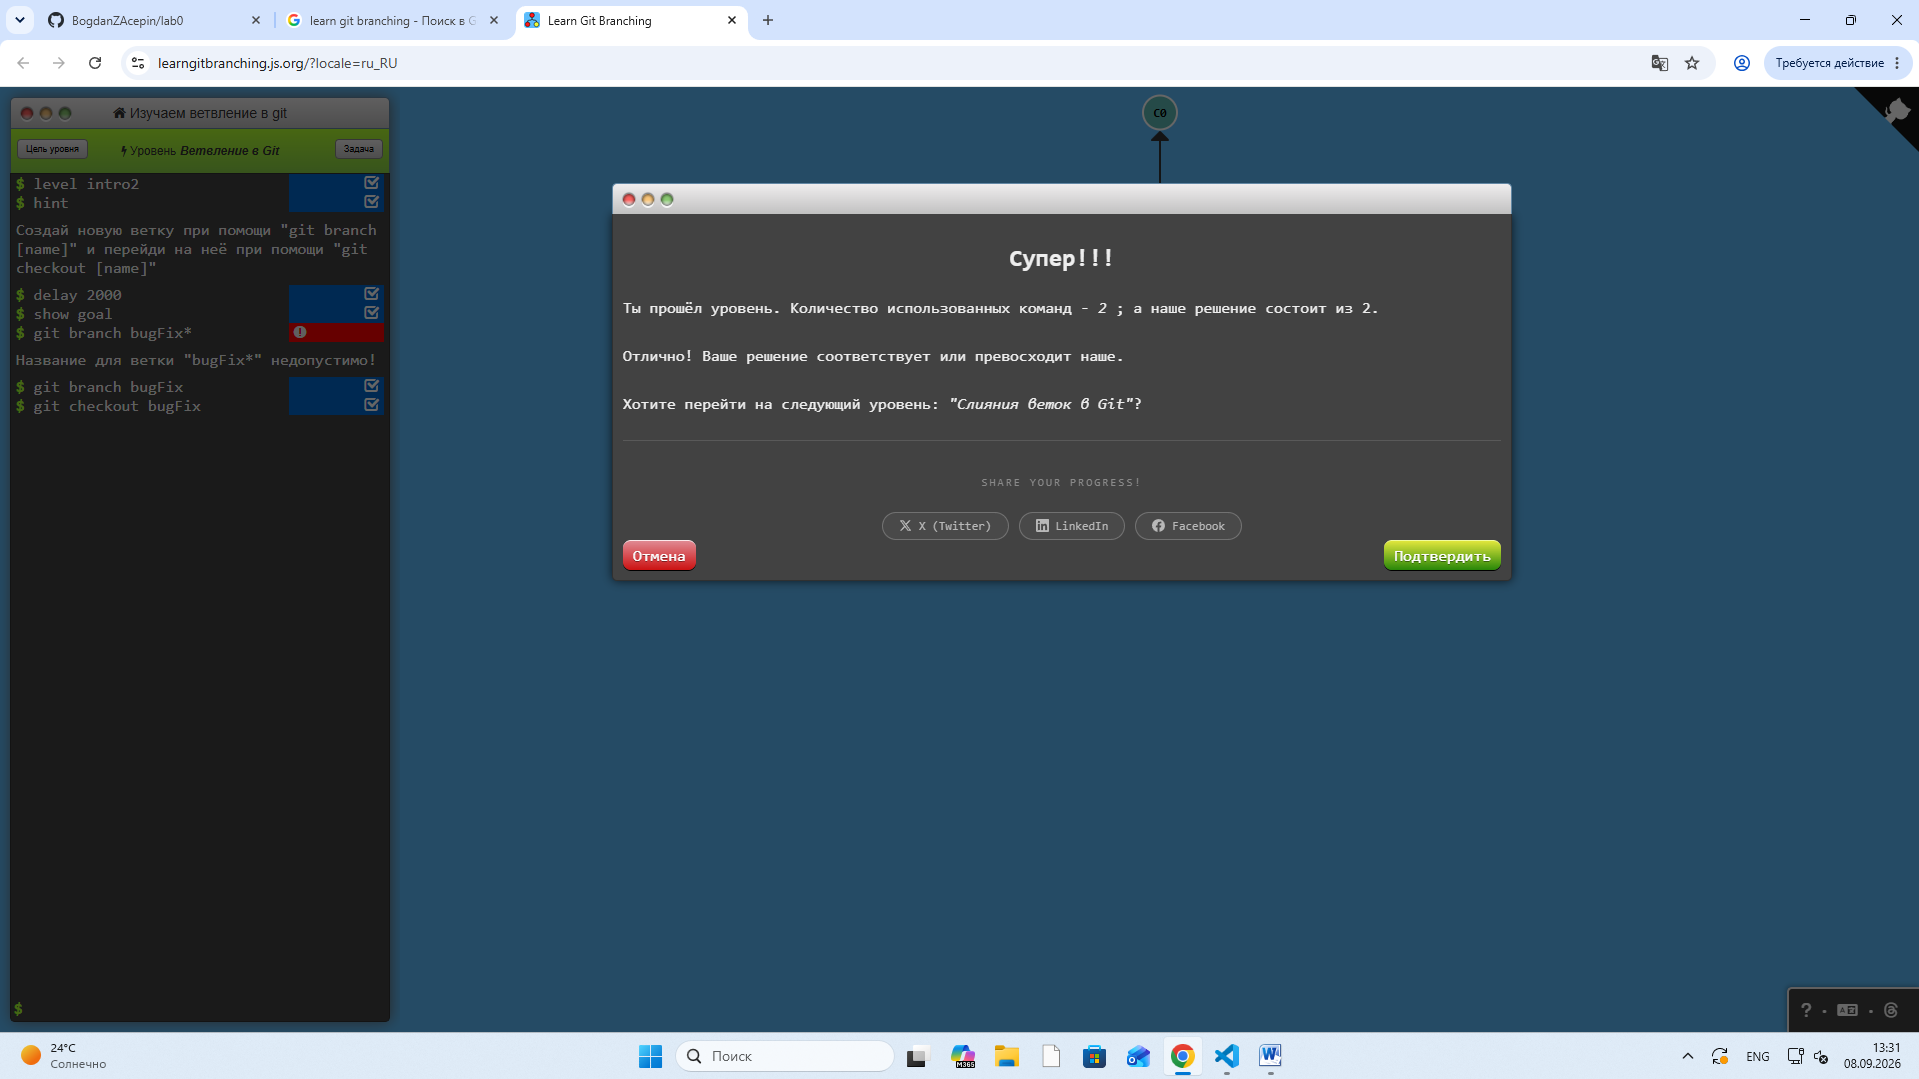 BogdanZAcepin/lab0
learn git branching - Поиск в G
Learn Git Branching
learngitbranching.js.org/?locale=ru_RU
Требуется действие
Изучаем ветвление в git
Цель уровня
Уровень Ветвление в Git
Задача
$ level intro2
$ hint
Создай новую ветку при помощи "git branch
[name]" и перейди на неё при помощи "git
checkout [name]"
$ delay 2000
$ show goal
$ git branch bugFix*
Название для ветки "bugFix*" недопустимо!
$ git branch bugFix
$ git checkout bugFix
$
C0
Супер!!!
Ты прошёл уровень. Количество использованных команд - 2 ; а наше решение состоит из 2.
Отлично! Ваше решение соответствует или превосходит наше.
Хотите перейти на следующий уровень: "Слияния веток в Git"?
SHARE YOUR PROGRESS!
X (Twitter)
LinkedIn
Facebook
Отмена
Подтвердить
?
24°C
Солнечно
Поиск
M365
ENG
13:31
08.09.2026